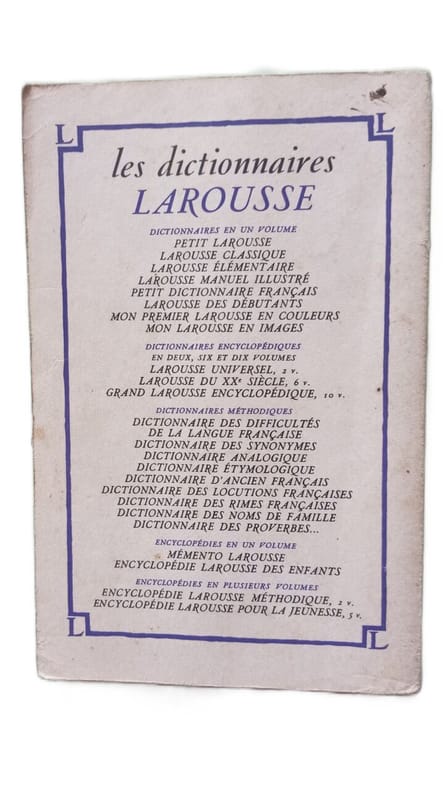 L L
les dictionnaires
LAROUSSE
DICTIONNAIRES EN UN VOLUME
PETIT LAROUSSE
LAROUSSE CLASSIQUE
LAROUSSE ÉLÉMENTAIRE
LAROUSSE MANUEL ILLUSTRÉ
PETIT DICTIONNAIRE FRANÇAIS
LAROUSSE DES DÉBUTANTS
MON PREMIER LAROUSSE EN COULEURS
MON LAROUSSE EN IMAGES
DICTIONNAIRES ENCYCLOPÉDIQUES
EN DEUX, SIX ET DIX VOLUMES
LAROUSSE UNIVERSEL, 2 v.
LAROUSSE DU XXe SIÈCLE, 6 v.
GRAND LAROUSSE ENCYCLOPÉDIQUE, 10 v.
DICTIONNAIRES MÉTHODIQUES
DICTIONNAIRE DES DIFFICULTÉS
DE LA LANGUE FRANÇAISE
DICTIONNAIRE DES SYNONYMES
DICTIONNAIRE ANALOGIQUE
DICTIONNAIRE ÉTYMOLOGIQUE
DICTIONNAIRE D'ANCIEN FRANÇAIS
DICTIONNAIRE DES LOCUTIONS FRANÇAISES
DICTIONNAIRE DES RIMES FRANÇAISES
DICTIONNAIRE DES NOMS DE FAMILLE
DICTIONNAIRE DES PROVERBES...
ENCYCLOPÉDIES EN UN VOLUME
MÉMENTO LAROUSSE
ENCYCLOPÉDIE LAROUSSE DES ENFANTS
ENCYCLOPÉDIES EN PLUSIEURS VOLUMES
ENCYCLOPÉDIE LAROUSSE MÉTHODIQUE, 2 v.
ENCYCLOPÉDIE LAROUSSE POUR LA JEUNESSE, 5 v.
L L